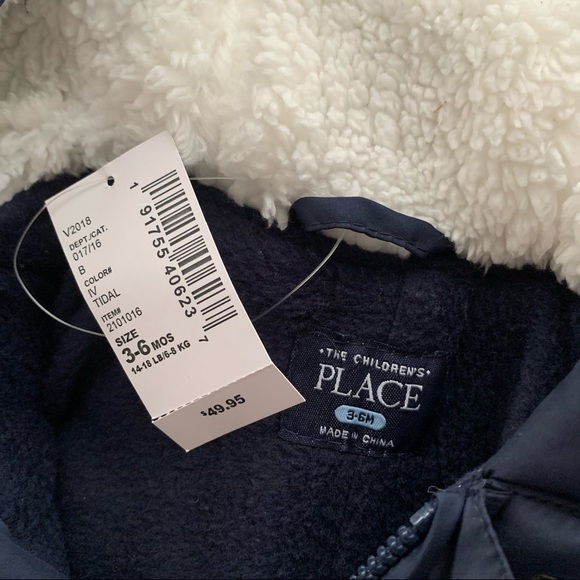 V2018
DEPT./CAT.
017/16
B
COLOR#
IV
TIDAL
ITEM#
2101016
SIZE
3-6 MOS
14-18 LB/6-8 KG
1 91755 40623 7
$49.95
• THE CHILDREN'S •
PLACE
3-6M
MADE IN CHINA